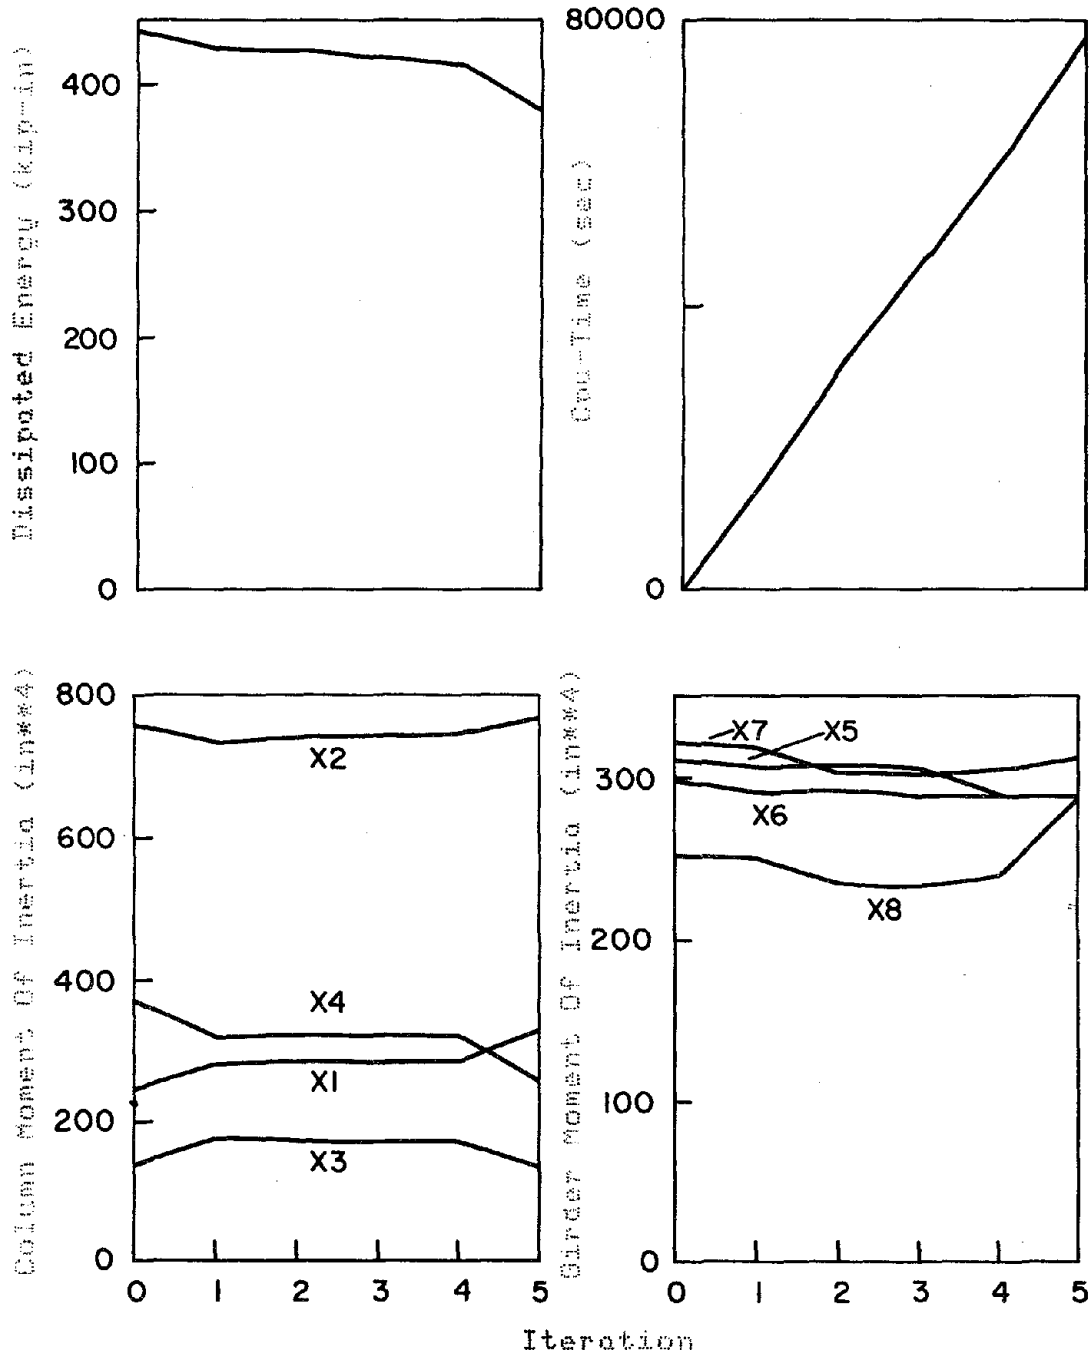 Dissipated Energy (kip-in)
400
300
200
100
0
Cpu-Time (sec)
80000
0
Column Moment Of Inertia (in**4)
800
600
400
200
0
X2
X4
X1
X3
0 1 2 3 4 5
Girder Moment Of Inertia (in**4)
300
200
100
0
X7
X5
X6
X8
0 1 2 3 4 5
Iteration